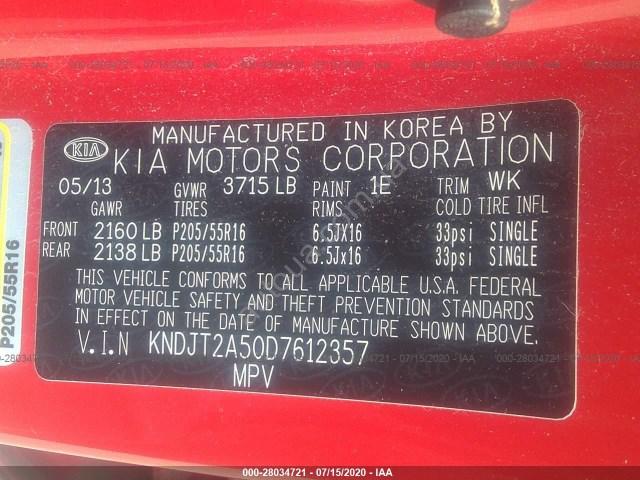 MANUFACTURED IN KOREA BY
KIA
KIA MOTORS CORPORATION
05/13 GVWR 3715 LB PAINT 1E TRIM WK
GAWR TIRES RIMS COLD TIRE INFL
FRONT 2160 LB P205/55R16 6.5JX16 33psi SINGLE
REAR 2138 LB P205/55R16 6.5Jx16 33psi SINGLE
THIS VEHICLE CONFORMS TO ALL APPLICABLE U.S.A. FEDERAL
MOTOR VEHICLE SAFETY AND THEFT PREVENTION STANDARDS
IN EFFECT ON THE DATE OF MANUFACTURE SHOWN ABOVE.
V.I.N KNDJT2A50D7612357
MPV
P205/55R16
000-28034721 - 07/15/2020 - IAA